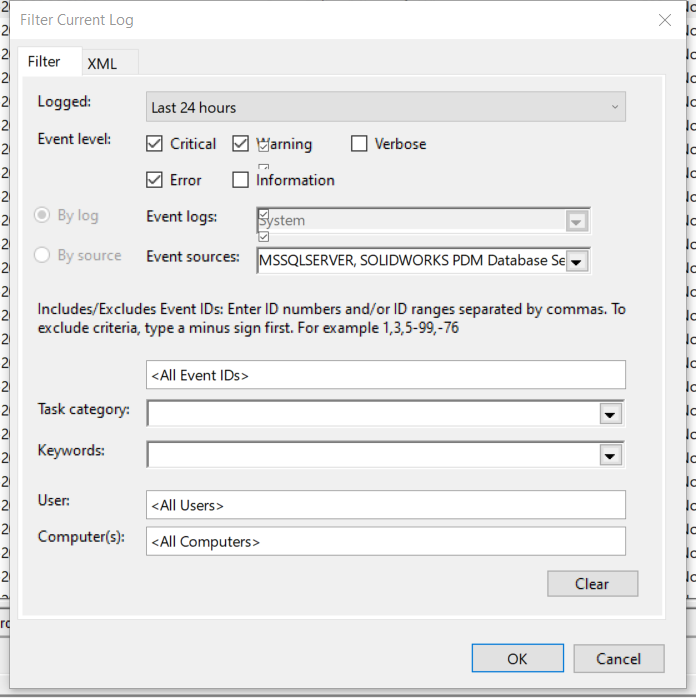 Filter Current Log
Filter XML
Logged: Last 24 hours
Event level: Critical Warning Verbose
Error Information
By log Event logs: System
By source Event sources: MSSQLSERVER, SOLIDWORKS PDM Database Se
Includes/Excludes Event IDs: Enter ID numbers and/or ID ranges separated by commas. To
exclude criteria, type a minus sign first. For example 1,3,5-99,-76
<All Event IDs>
Task category:
Keywords:
User: <All Users>
Computer(s): <All Computers>
Clear
OK Cancel